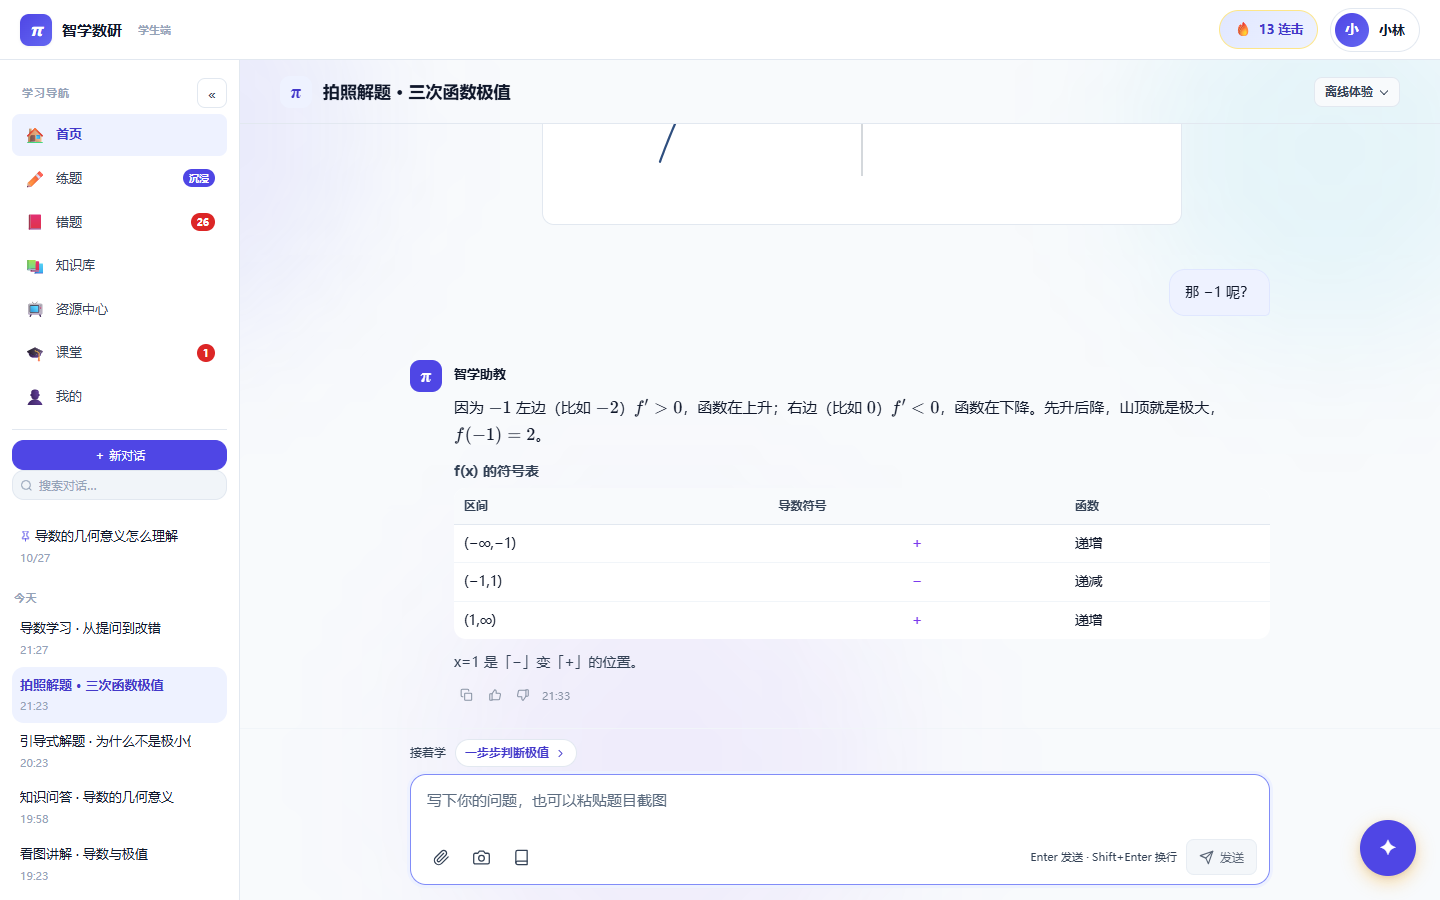 π 智学数研 学生端
13 连击
小 小林
学习导航 «
首页
练题 沉浸
错题 26
知识库
资源中心
课堂 1
我的
+ 新对话
搜索对话...
导数的几何意义怎么理解
10/27
今天
导数学习 · 从提问到改错
21:27
拍照解题 • 三次函数极值
21:23
引导式解题 · 为什么不是极小
20:23
知识问答 · 导数的几何意义
19:58
看图讲解 · 导数与极值
19:23
π 拍照解题 • 三次函数极值
离线体验
那 −1 呢？
π 智学助教
因为 −1 左边（比如 −2）f′ > 0，函数在上升；右边（比如 0）f′ < 0，函数在下降。先升后降，山顶就是极大，
f(−1) = 2。
f(x) 的符号表
区间 导数符号 函数
(−∞,−1) + 递增
(−1,1) − 递减
(1,∞) + 递增
x=1 是「−」变「+」的位置。
21:33
接着学 一步步判断极值 ›
写下你的问题，也可以粘贴题目截图
Enter 发送 · Shift+Enter 换行
发送